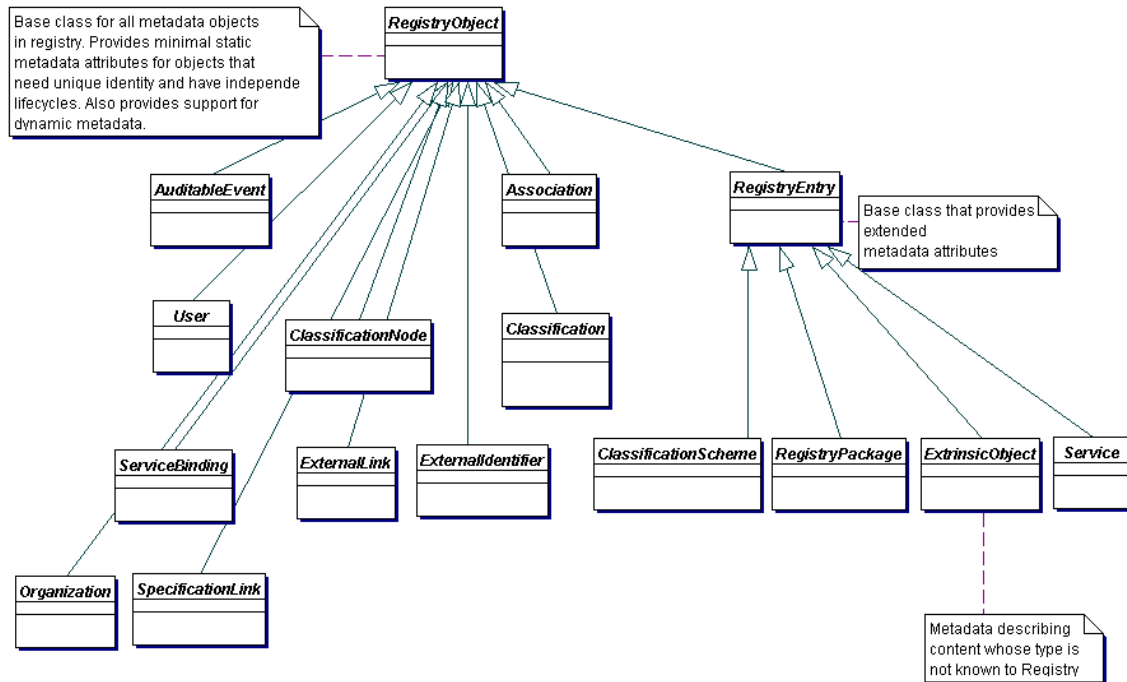 Base class for all metadata objects
in registry. Provides minimal static
metadata attributes for objects that
need unique identity and have independe
lifecycles. Also provides support for
dynamic metadata.
RegistryObject
AuditableEvent
Association
RegistryEntry
Base class that provides
extended
metadata attributes
User
ClassificationNode
Classification
ServiceBinding
ExternalLink
ExternalIdentifier
ClassificationScheme
RegistryPackage
ExtrinsicObject
Service
Organization
SpecificationLink
Metadata describing
content whose type is
not known to Registry